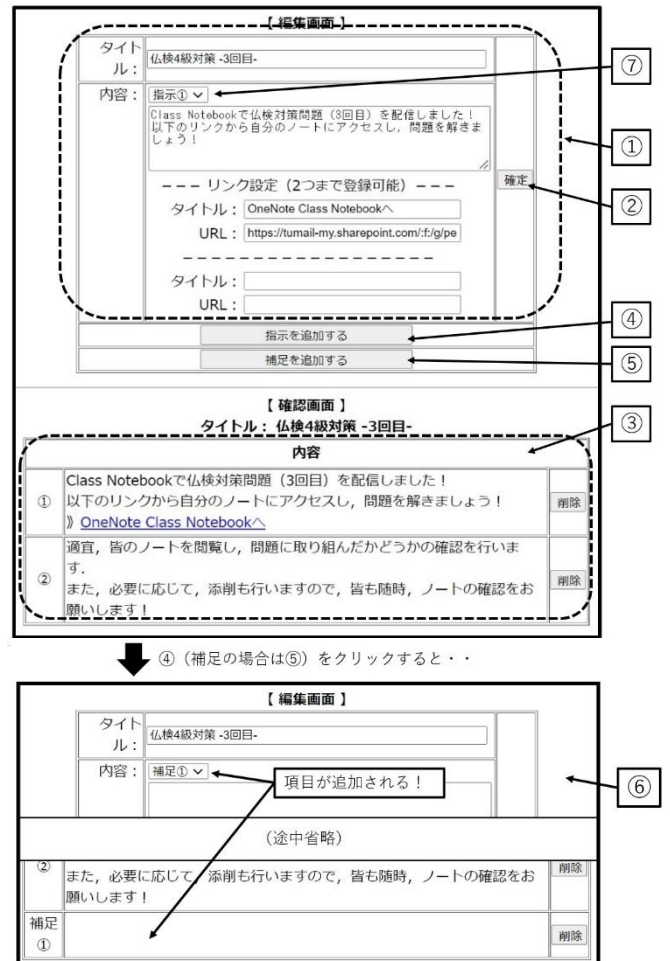 【 編集画面 】
タイトル：
仏検4級対策 -3回目-
⑦
内容：
指示①
Class Notebookで仏検対策問題（3回目）を配信しました！
以下のリンクから自分のノートにアクセスし，問題を解きま
しょう！
①
確定
②
--- リンク設定（2つまで登録可能）---
タイトル：
OneNote Class Notebookへ
URL：
https://tumail-my.sharepoint.com/:f:/g/pe
タイトル：
URL：
④
指示を追加する
⑤
補足を追加する
【 確認画面 】
③
タイトル： 仏検4級対策 -3回目-
内容
①
Class Notebookで仏検対策問題（3回目）を配信しました！
以下のリンクから自分のノートにアクセスし，問題を解きましょう！
》OneNote Class Notebookへ
削除
②
適宜，皆のノートを閲覧し，問題に取り組んだかどうかの確認を行いま
す．
また，必要に応じて，添削も行いますので，皆も随時，ノートの確認をお
願いします！
削除
④（補足の場合は⑤）をクリックすると・・
【 編集画面 】
タイトル：
仏検4級対策 -3回目-
内容：
補足①
項目が追加される！
⑥
（途中省略）
②
また，必要に応じて，添削も行いますので，皆も随時，ノートの確認をお
願いします！
削除
補足
①
削除